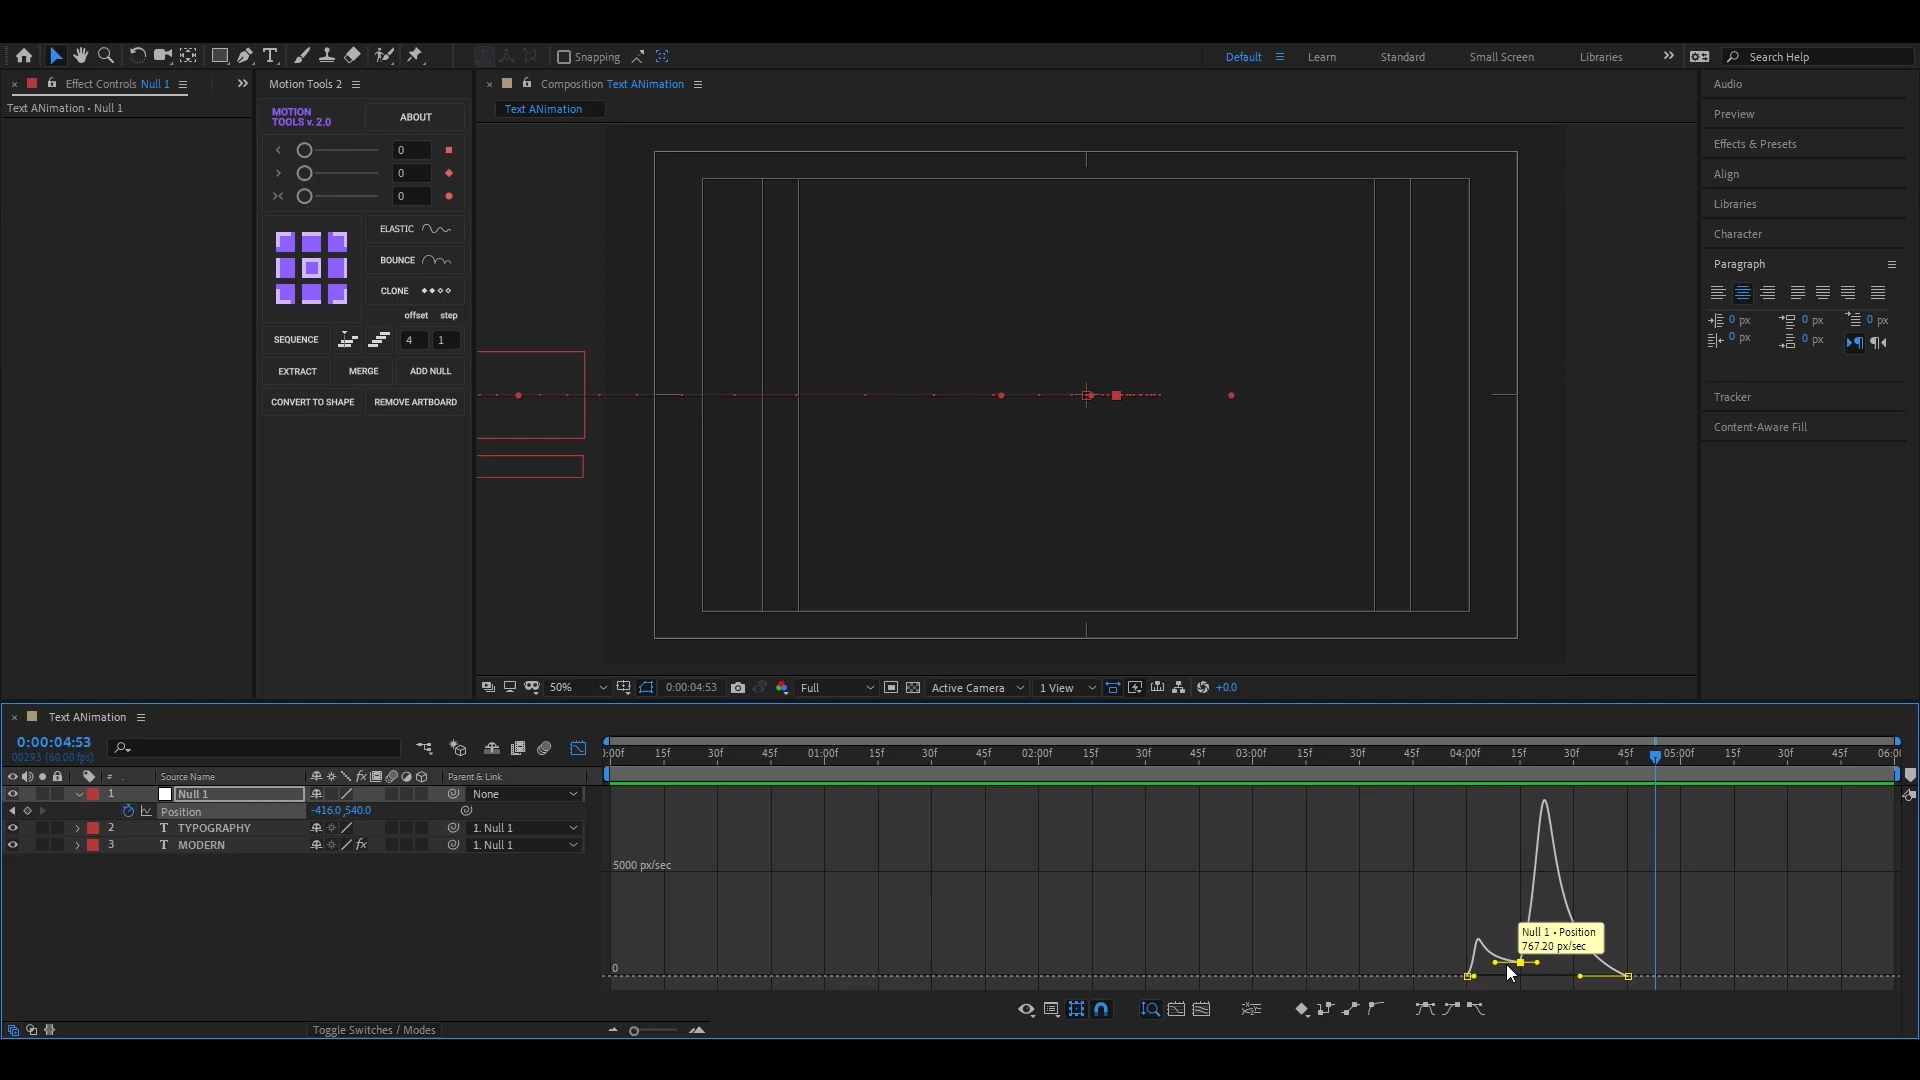 Snapping
Default
Learn
Standard
Small Screen
Libraries
Search Help
Effect Controls Null 1
Text ANimation • Null 1
Motion Tools 2
MOTION
TOOLS v. 2.0
ABOUT
0
0
0
ELASTIC
BOUNCE
CLONE
offset step
SEQUENCE
4
1
EXTRACT
MERGE
ADD NULL
CONVERT TO SHAPE
REMOVE ARTBOARD
Composition Text ANimation
Text ANimation
50%
0:00:04:53
Full
Active Camera
1 View
+0.0
Audio
Preview
Effects & Presets
Align
Libraries
Character
Paragraph
0 px
0 px
0 px
0 px
0 px
Tracker
Content-Aware Fill
Text ANimation
0:00:04:53
00293 (60.00 fps)
# . Source Name
Parent & Link
1 Null 1 None
Position -416.0,540.0
2 T TYPOGRAPHY 1. Null 1
3 T MODERN fx 1. Null 1
Toggle Switches / Modes
:00f 15f 30f 45f 01:00f 15f 30f 45f 02:00f 15f 30f 45f 03:00f 15f 30f 45f 04:00f 15f 30f 45f 05:00f 15f 30f 45f 06:00
5000 px/sec
0
Null 1 • Position
767.20 px/sec